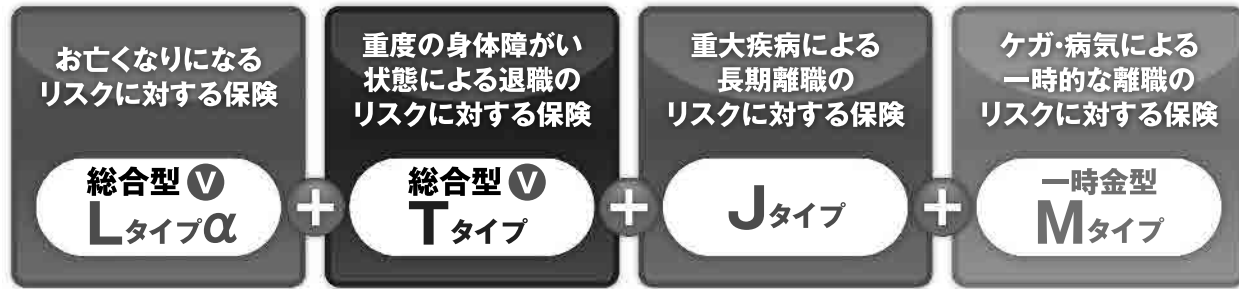 お亡くなりになる
リスクに対する保険
総合型 V
Lタイプα
+
重度の身体障がい
状態による退職の
リスクに対する保険
総合型 V
Tタイプ
+
重大疾病による
長期離職の
リスクに対する保険
Jタイプ
+
ケガ・病気による
一時的な離職の
リスクに対する保険
一時金型
Mタイプ